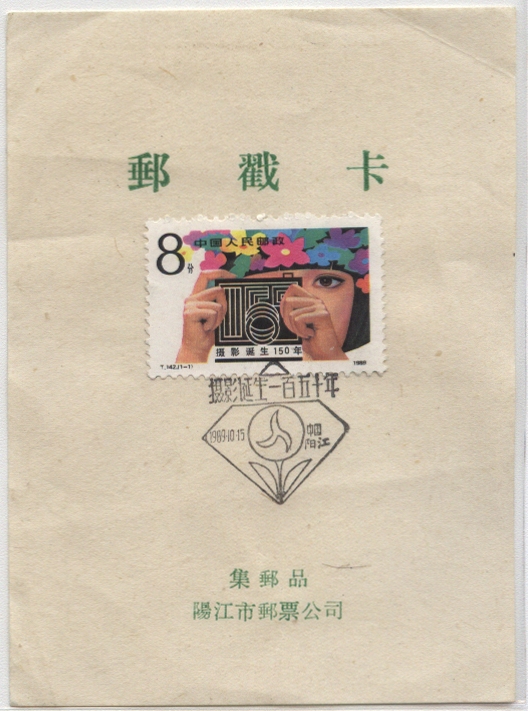 郵戳卡
8分 中国人民邮政
150
摄影诞生150年
T.142.(1-1) 1989
摄影诞生一百五十年
1989.10.15 中国
阳江
集郵品
陽江市郵票公司